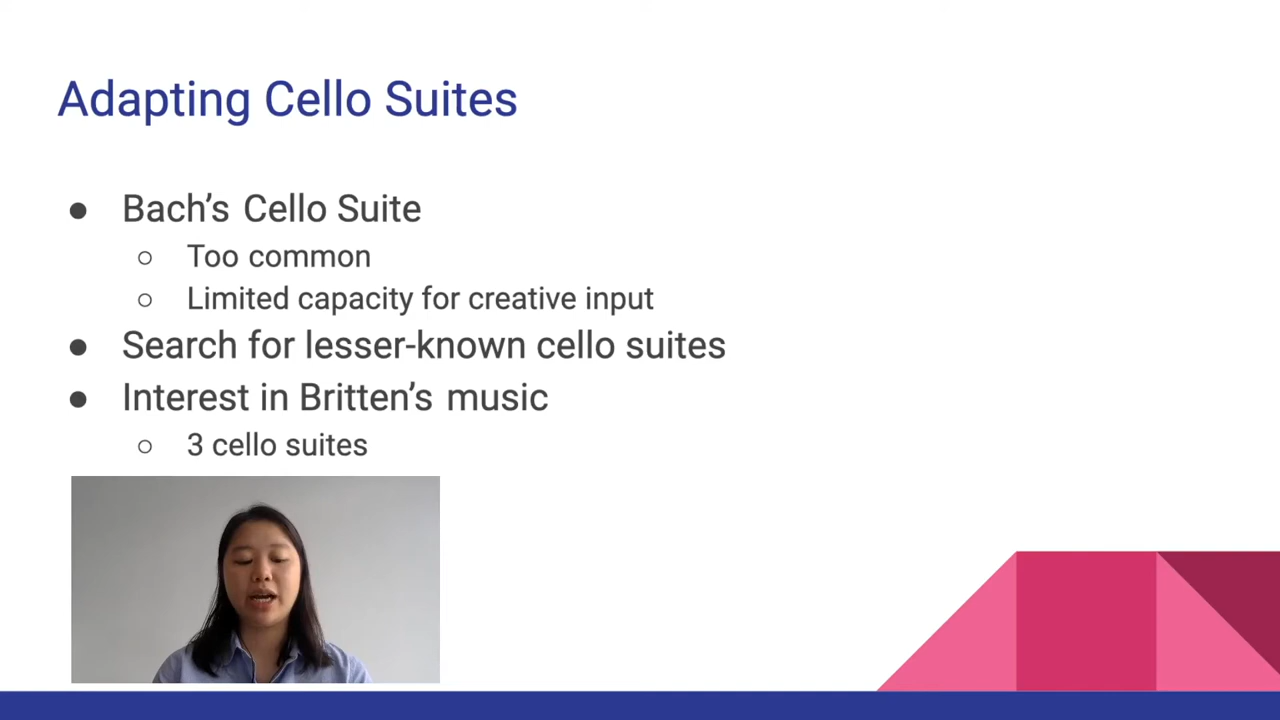 Adapting Cello Suites
● Bach’s Cello Suite
○ Too common
○ Limited capacity for creative input
● Search for lesser-known cello suites
● Interest in Britten’s music
○ 3 cello suites